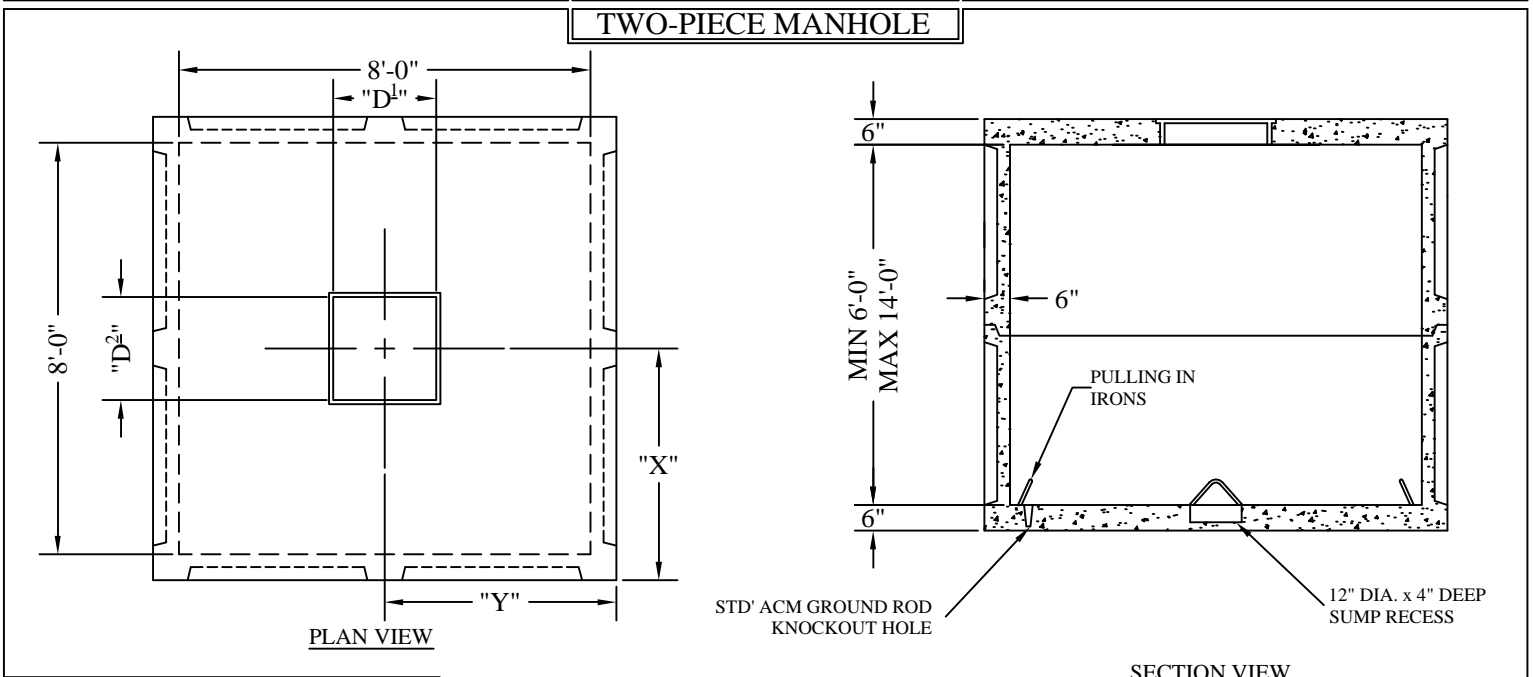 TWO-PIECE MANHOLE
8'-0"
"D1"
8'-0"
"D2"
"X"
"Y"
PLAN VIEW
6"
MIN 6'-0"
MAX 14'-0"
6"
PULLING IN
IRONS
6"
STD' ACM GROUND ROD
KNOCKOUT HOLE
12" DIA. x 4" DEEP
SUMP RECESS
SECTION VIEW